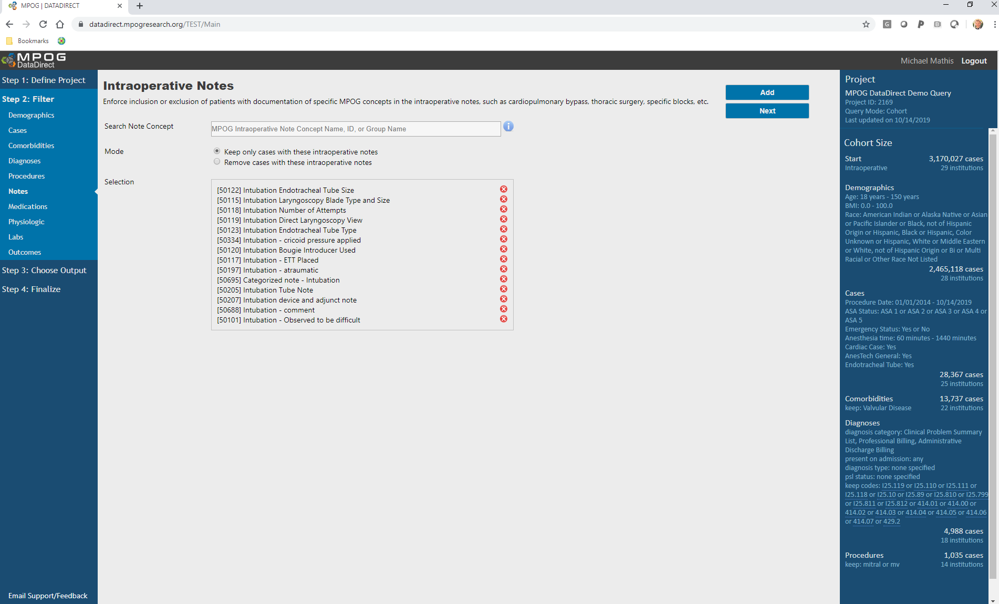 MPOG | DATADIRECT
datadirect.mpogresearch.org/TEST/Main
Bookmarks
MPOG
DataDirect
Michael Mathis Logout
Step 1: Define Project
Step 2: Filter
Demographics
Cases
Comorbidities
Diagnoses
Procedures
Notes
Medications
Physiologic
Labs
Outcomes
Step 3: Choose Output
Step 4: Finalize
Email Support/Feedback
Intraoperative Notes
Enforce inclusion or exclusion of patients with documentation of specific MPOG concepts in the intraoperative notes, such as cardiopulmonary bypass, thoracic surgery, specific blocks, etc.
Add
Next
Search Note Concept
MPOG Intraoperative Note Concept Name, ID, or Group Name
Mode
Keep only cases with these intraoperative notes
Remove cases with these intraoperative notes
Selection
[50122] Intubation Endotracheal Tube Size
[50115] Intubation Laryngoscopy Blade Type and Size
[50118] Intubation Number of Attempts
[50119] Intubation Direct Laryngoscopy View
[50123] Intubation Endotracheal Tube Type
[50334] Intubation - cricoid pressure applied
[50120] Intubation Bougie Introducer Used
[50117] Intubation - ETT Placed
[50197] Intubation - atraumatic
[50695] Categorized note - Intubation
[50205] Intubation Tube Note
[50207] Intubation device and adjunct note
[50688] Intubation - comment
[50101] Intubation - Observed to be difficult
Project
MPOG DataDirect Demo Query
Project ID: 2169
Query Mode: Cohort
Last updated on 10/14/2019
Cohort Size
Start 3,170,027 cases
Intraoperative 29 institutions
Demographics
Age: 18 years - 150 years
BMI: 0.0 - 100.0
Race: American Indian or Alaska Native or Asian
or Pacific Islander or Black, not of Hispanic
Origin or Hispanic, Black or Hispanic, Color
Unknown or Hispanic, White or Middle Eastern
or White, not of Hispanic Origin or Bi or Multi
Racial or Other Race Not Listed
2,465,118 cases
28 institutions
Cases
Procedure Date: 01/01/2014 - 10/14/2019
ASA Status: ASA 1 or ASA 2 or ASA 3 or ASA 4 or
ASA 5
Emergency Status: Yes or No
Anesthesia time: 60 minutes - 1440 minutes
Cardiac Case: Yes
AnesTech General: Yes
Endotracheal Tube: Yes
28,367 cases
25 institutions
Comorbidities 13,737 cases
keep: Valvular Disease 22 institutions
Diagnoses
diagnosis category: Clinical Problem Summary
List, Professional Billing, Administrative
Discharge Billing
present on admission: any
diagnosis type: none specified
psl status: none specified
keep codes: I25.119 or I25.110 or I25.111 or
I25.118 or I25.10 or I25.89 or I25.810 or I25.799
or I25.811 or I25.812 or 414.01 or 414.00 or
414.02 or 414.03 or 414.04 or 414.05 or 414.06
or 414.07 or 429.2
4,988 cases
18 institutions
Procedures 1,035 cases
keep: mitral or mv 14 institutions